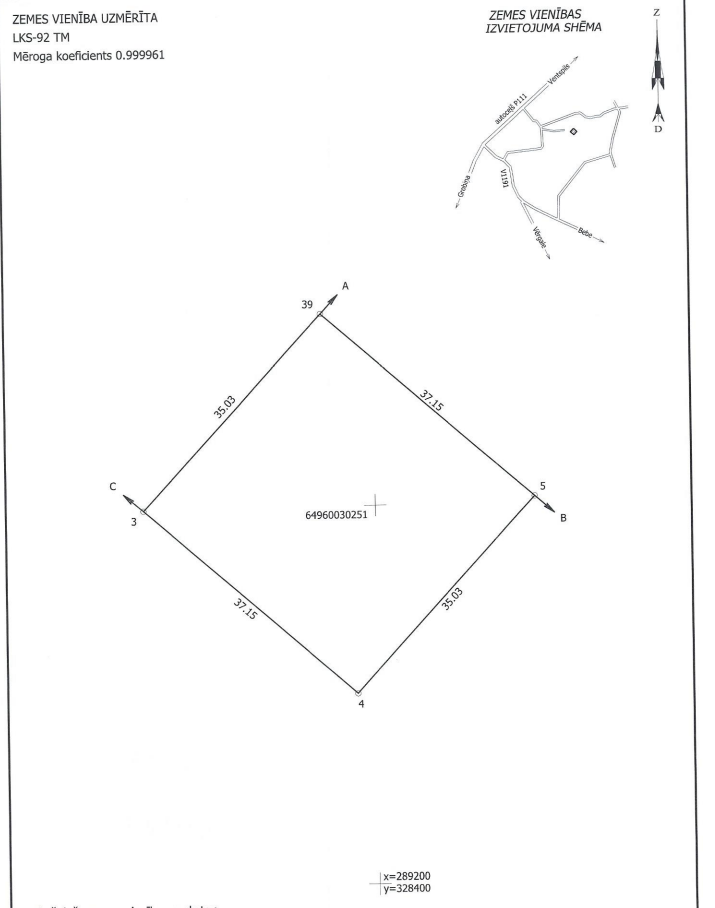 ZEMES VIENĪBA UZMĒRĪTA
LKS-92 TM
Mēroga koeficients 0.999961
ZEMES VIENĪBAS
IZVIETOJUMA SHĒMA
Z
D
Ventspils
autoceļš P111
Grobiņa
V1191
Vērgale
Bebe
A
39
35.03
37.15
C
3
5
B
64960030251
37.15
35.03
4
x=289200
y=328400